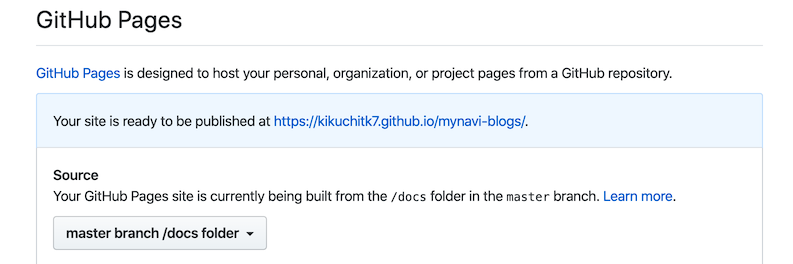 GitHub Pages
GitHub Pages is designed to host your personal, organization, or project pages from a GitHub repository.
Your site is ready to be published at https://kikuchitk7.github.io/mynavi-blogs/.
Source
Your GitHub Pages site is currently being built from the /docs folder in the master branch. Learn more.
master branch /docs folder